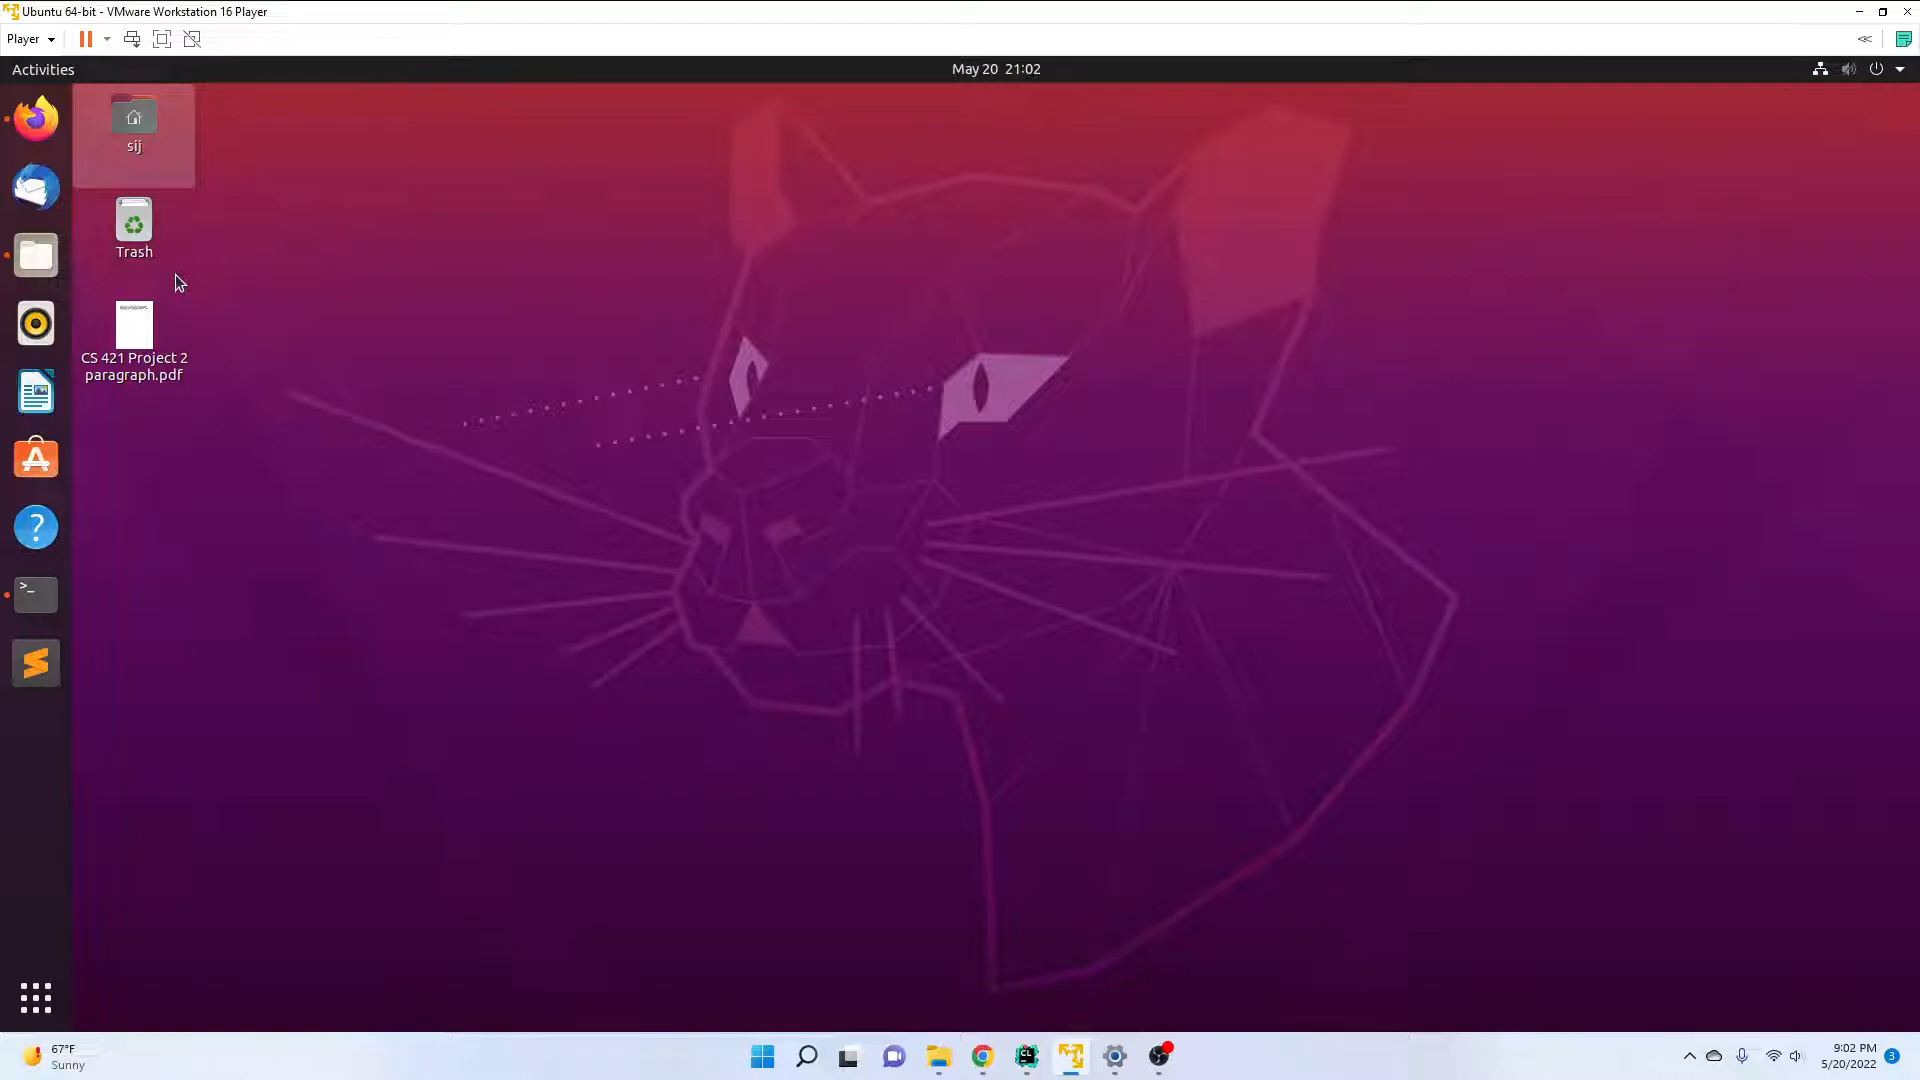 Ubuntu 64-bit - VMware Workstation 16 Player
Player
Activities
May 20 21:02
sij
Trash
CS 421 Project 2
paragraph.pdf
67°F
Sunny
9:02 PM
5/20/2022
3